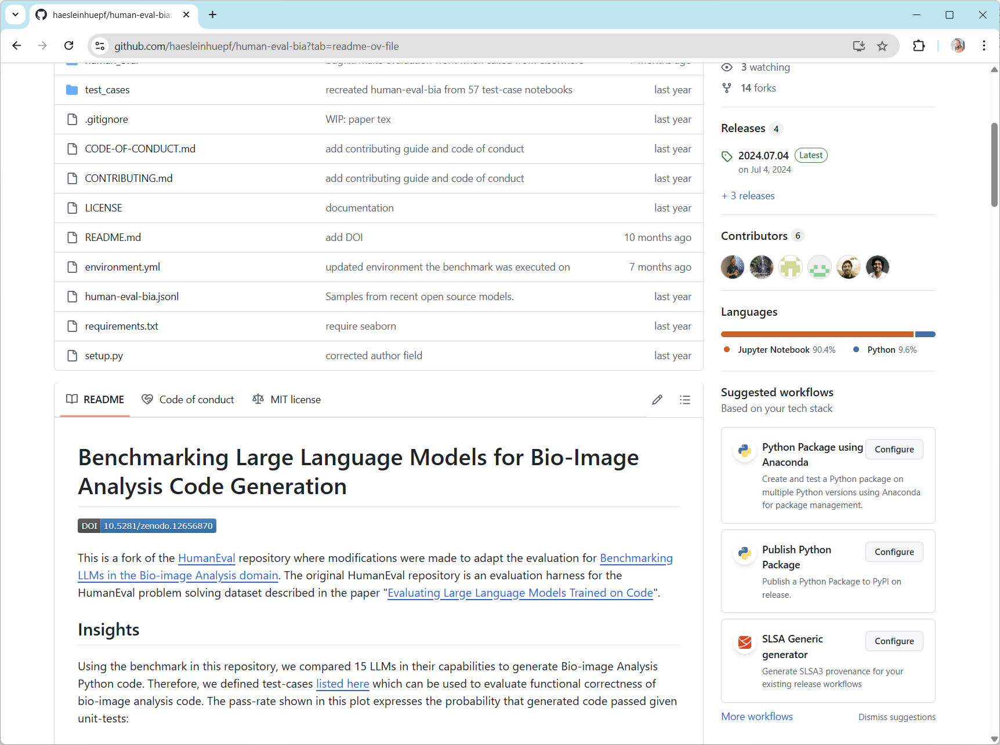 haesleinhuepf/human-eval-bia:
github.com/haesleinhuepf/human-eval-bia?tab=readme-ov-file
3 watching
test_cases recreated human-eval-bia from 57 test-case notebooks last year
14 forks
.gitignore WIP: paper tex last year
CODE-OF-CONDUCT.md add contributing guide and code of conduct last year
CONTRIBUTING.md add contributing guide and code of conduct last year
LICENSE documentation last year
README.md add DOI 10 months ago
environment.yml updated environment the benchmark was executed on 7 months ago
human-eval-bia.jsonl Samples from recent open source models. last year
requirements.txt require seaborn last year
setup.py corrected author field last year
Releases 4
2024.07.04 Latest
on Jul 4, 2024
+ 3 releases
Contributors 6
Languages
Jupyter Notebook 90.4% Python 9.6%
README Code of conduct MIT license
Benchmarking Large Language Models for Bio-Image
Analysis Code Generation
DOI 10.5281/zenodo.12656870
This is a fork of the HumanEval repository where modifications were made to adapt the evaluation for Benchmarking
LLMs in the Bio-image Analysis domain. The original HumanEval repository is an evaluation harness for the
HumanEval problem solving dataset described in the paper "Evaluating Large Language Models Trained on Code".
Insights
Using the benchmark in this repository, we compared 15 LLMs in their capabilities to generate Bio-image Analysis
Python code. Therefore, we defined test-cases listed here which can be used to evaluate functional correctness of
bio-image analysis code. The pass-rate shown in this plot expresses the probability that generated code passed given
unit-tests:
Suggested workflows
Based on your tech stack
Python Package using Configure
Anaconda
Create and test a Python package on
multiple Python versions using Anaconda
for package management.
Publish Python Configure
Package
Publish a Python Package to PyPI on
release.
SLSA Generic Configure
generator
Generate SLSA3 provenance for your
existing release workflows
More workflows Dismiss suggestions